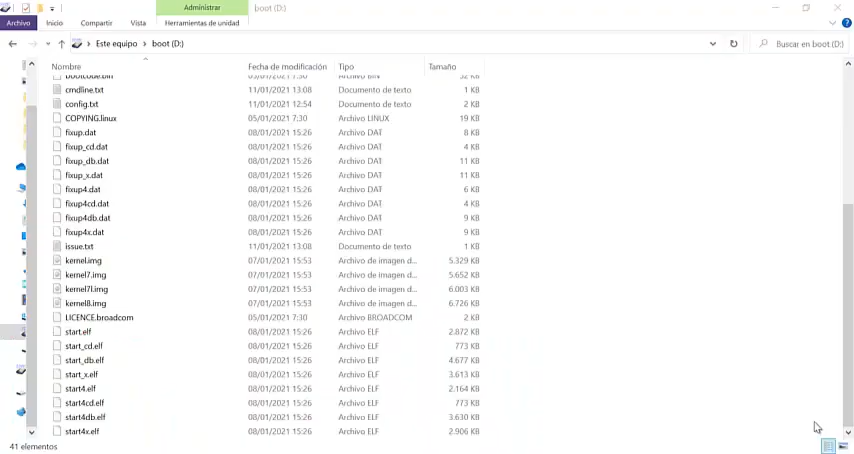 Administrar
boot (D:)
Archivo Inicio Compartir Vista Herramientas de unidad
Este equipo boot (D:) Buscar en boot (D:)
Nombre Fecha de modificación Tipo Tamaño
bootcode.bin 05/01/2021 7:30 Archivo BIN 52 KB
cmdline.txt 11/01/2021 13:08 Documento de texto 1 KB
config.txt 11/01/2021 12:54 Documento de texto 2 KB
COPYING.linux 05/01/2021 7:30 Archivo LINUX 19 KB
fixup.dat 08/01/2021 15:26 Archivo DAT 8 KB
fixup_cd.dat 08/01/2021 15:26 Archivo DAT 4 KB
fixup_db.dat 08/01/2021 15:26 Archivo DAT 11 KB
fixup_x.dat 08/01/2021 15:26 Archivo DAT 11 KB
fixup4.dat 08/01/2021 15:26 Archivo DAT 6 KB
fixup4cd.dat 08/01/2021 15:26 Archivo DAT 4 KB
fixup4db.dat 08/01/2021 15:26 Archivo DAT 9 KB
fixup4x.dat 08/01/2021 15:26 Archivo DAT 9 KB
issue.txt 11/01/2021 13:08 Documento de texto 1 KB
kernel.img 07/01/2021 15:53 Archivo de imagen d... 5.329 KB
kernel7.img 07/01/2021 15:53 Archivo de imagen d... 5.652 KB
kernel7l.img 07/01/2021 15:53 Archivo de imagen d... 6.003 KB
kernel8.img 07/01/2021 15:53 Archivo de imagen d... 6.726 KB
LICENCE.broadcom 05/01/2021 7:30 Archivo BROADCOM 2 KB
start.elf 08/01/2021 15:26 Archivo ELF 2.872 KB
start_cd.elf 08/01/2021 15:26 Archivo ELF 773 KB
start_db.elf 08/01/2021 15:26 Archivo ELF 4.677 KB
start_x.elf 08/01/2021 15:26 Archivo ELF 3.613 KB
start4.elf 08/01/2021 15:26 Archivo ELF 2.164 KB
start4cd.elf 08/01/2021 15:26 Archivo ELF 773 KB
start4db.elf 08/01/2021 15:26 Archivo ELF 3.630 KB
start4x.elf 08/01/2021 15:26 Archivo ELF 2.906 KB
41 elementos